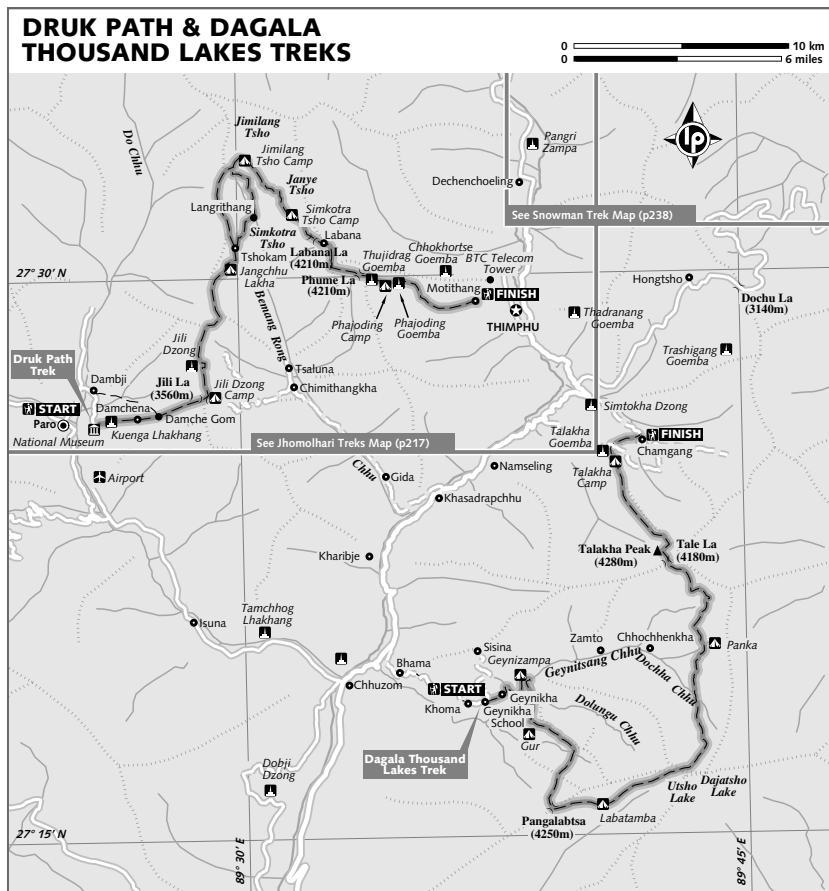 DRUK PATH & DAGALA
THOUSAND LAKES TREKS
0
10 km
0
6 miles
Do Chhu
Jimilang
Tsho
Jimilang
Tsho Camp
Janye
Tsho
Langrithang
Simkotra
Tsho Camp
Simkotra
Tsho
Labana
Labana La
(4210m)
Tshokam
Jangchhu
Lakha
Phume La
(4210m)
Thujidrag
Goemba
Chhokhortse
Goemba
BTC Telecom
Tower
Motithang
FINISH
THIMPHU
Phajoding
Camp
Phajoding
Goemba
Pangri
Zampa
lp
Dechencholing
See Snowman Trek Map (p238)
27° 30' N
Hongtsho
Dochu La
(3140m)
Thadranang
Goemba
Trashigang
Goemba
Bemang Rong
Jili
Dzong
Tsaluna
Chimithangkha
Druk Path
Trek
Dambji
Jili La
(3560m)
Jili Dzong
Camp
START
Paro
Damchena
Damche Gom
National Museum
Kuenga Lhakhang
Simtokha Dzong
Talakha
Goemba
FINISH
Chamgang
Talakha
Camp
See Jhomolhari Treks Map (p217)
Airport
Chhu
Gida
Namseling
Khasadrapchhu
Talakha Peak
(4280m)
Tale La
(4180m)
Kharibje
Tamchhog
Lhakhang
Isuna
Sisina
Zamto
Chhochhenkha
Panka
Bhama
Geynizampa
Geynitsang Chhu
Dochha Chhu
Chhuzom
START
Khoma
Geynikha
Geynikha
School
Dolungu Chhu
Gur
Dagala Thousand
Lakes Trek
Dobji
Dzong
Utsho
Lake
Dajatsho
Lake
Pangalabtsa
(4250m)
Labatamba
27° 15' N
89° 30' E
89° 45' E